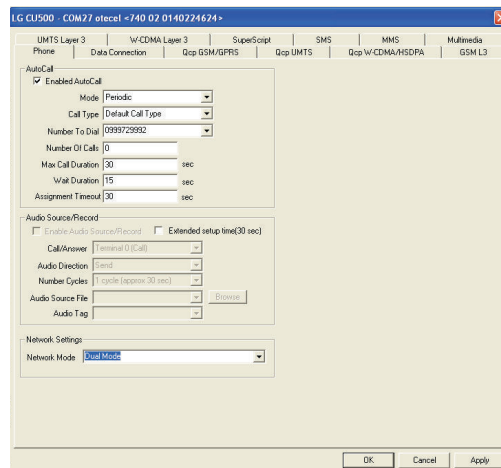 LG CU500 - COM27 otecel <740 02 0140224624>
UMTS Layer 3 W-CDMA Layer 3 SuperScript SMS MMS Multimedia
Phone Data Connection Qcp GSM/GPRS Qcp UMTS Qcp W-CDMA/HSDPA GSM L3
AutoCall
Enabled AutoCall
Mode Periodic
Call Type Default Call Type
Number To Dial 0999729992
Number Of Calls 0
Max Call Duration 30 sec
Wait Duration 15 sec
Assignment Timeout 30 sec
Audio Source/Record
Enable Audio Source/Record Extended setup time(30 sec)
Call/Answer Terminal 0 (Call)
Audio Direction Send
Number Cycles 1 cycle (approx 30 sec)
Audio Source File Browse
Audio Tag
Network Settings
Network Mode Dual Mode
OK Cancel Apply